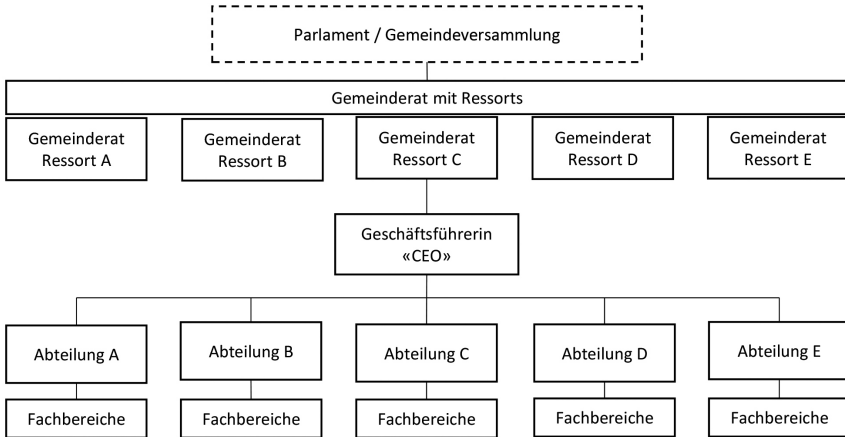 Parlament / Gemeindeversammlung
Gemeinderat mit Ressorts
Gemeinderat
Ressort A
Gemeinderat
Ressort B
Gemeinderat
Ressort C
Gemeinderat
Ressort D
Gemeinderat
Ressort E
Geschäftsführerin
«CEO»
Abteilung A
Abteilung B
Abteilung C
Abteilung D
Abteilung E
Fachbereiche
Fachbereiche
Fachbereiche
Fachbereiche
Fachbereiche